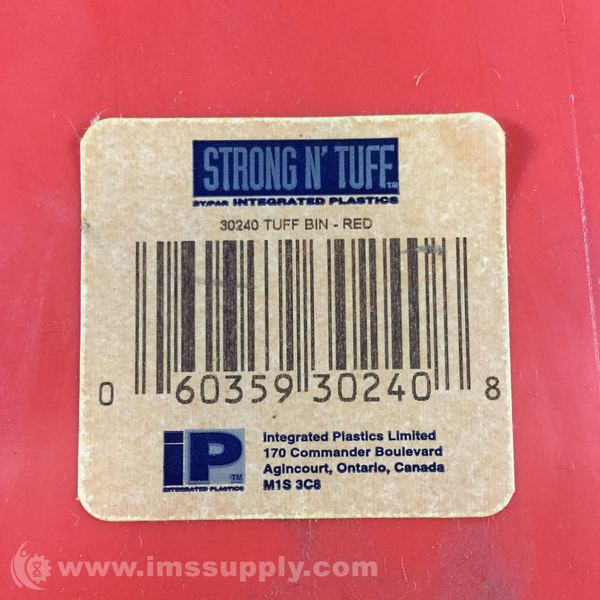 STRONG N' TUFF TM
BY/PAR INTEGRATED PLASTICS
30240 TUFF BIN - RED
0 60359 30240 8
iP TM
INTEGRATED PLASTICS
Integrated Plastics Limited
170 Commander Boulevard
Agincourt, Ontario, Canada
M1S 3C8
www.imssupply.com